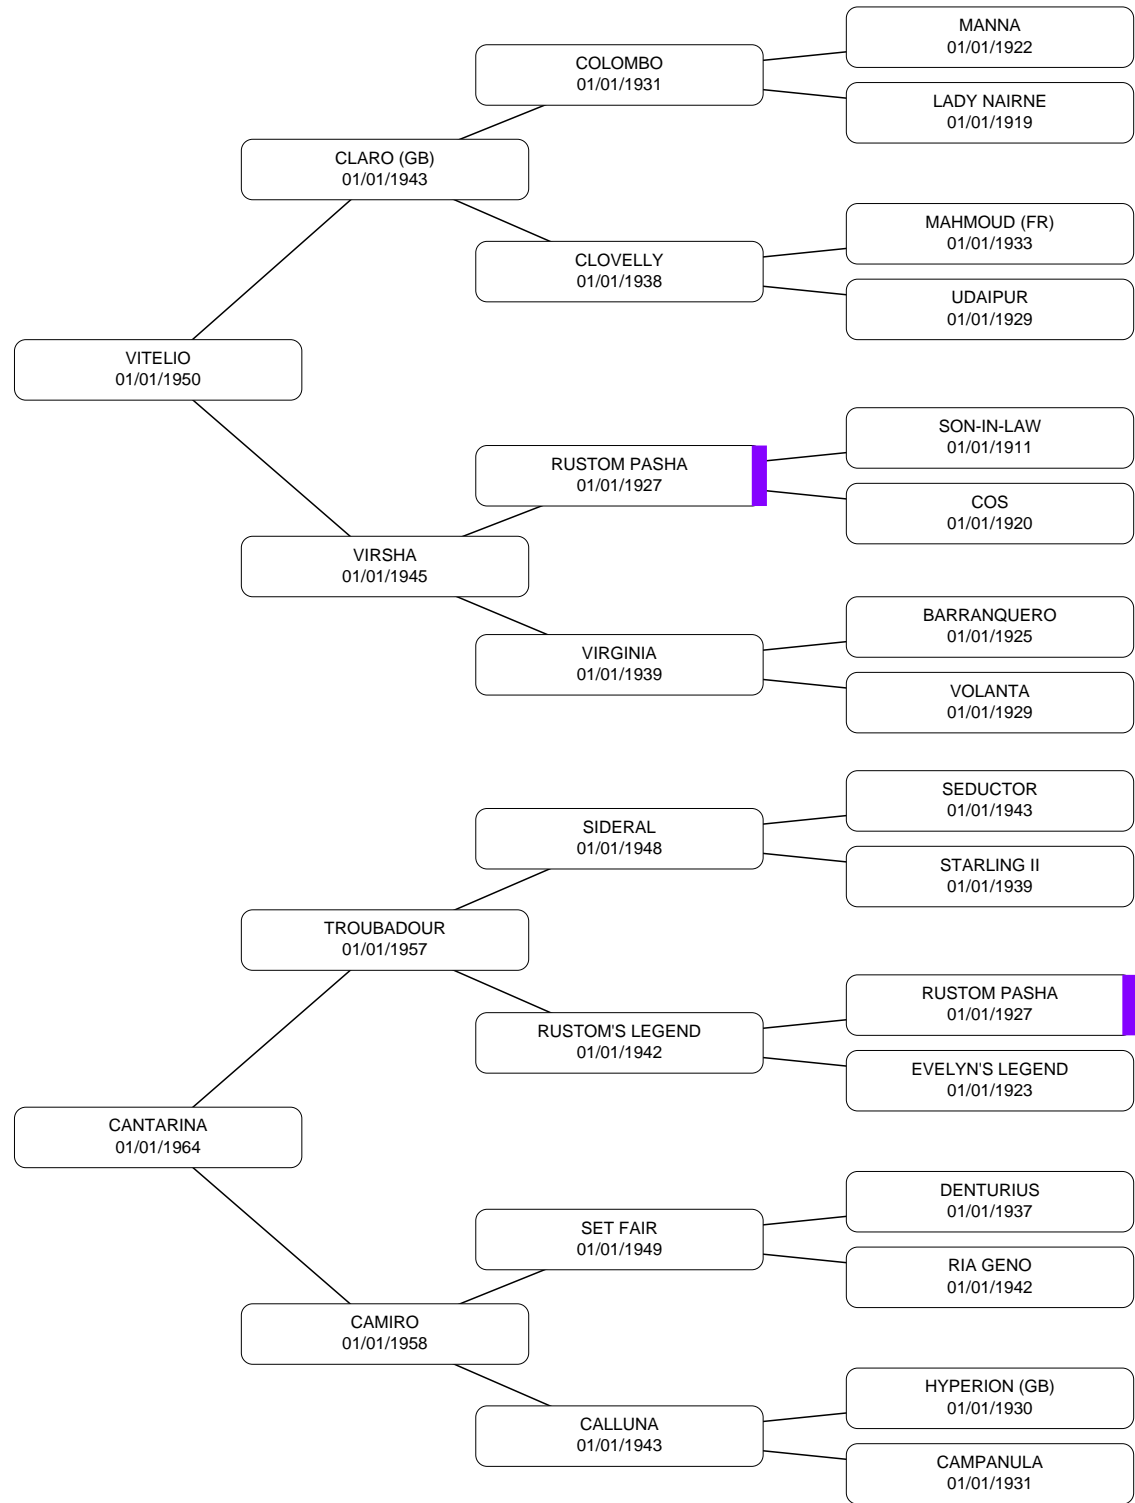 MANNA
01/01/1922
COLOMBO
01/01/1931
LADY NAIRNE
01/01/1919
CLARO (GB)
01/01/1943
MAHMOUD (FR)
01/01/1933
CLOVELLY
01/01/1938
UDAIPUR
01/01/1929
VITELIO
01/01/1950
SON-IN-LAW
01/01/1911
RUSTOM PASHA
01/01/1927
COS
01/01/1920
VIRSHA
01/01/1945
BARRANQUERO
01/01/1925
VIRGINIA
01/01/1939
VOLANTA
01/01/1929
SEDUCTOR
01/01/1943
SIDERAL
01/01/1948
STARLING II
01/01/1939
TROUBADOUR
01/01/1957
RUSTOM PASHA
01/01/1927
RUSTOM'S LEGEND
01/01/1942
EVELYN'S LEGEND
01/01/1923
CANTARINA
01/01/1964
DENTURIUS
01/01/1937
SET FAIR
01/01/1949
RIA GENO
01/01/1942
CAMIRO
01/01/1958
HYPERION (GB)
01/01/1930
CALLUNA
01/01/1943
CAMPANULA
01/01/1931